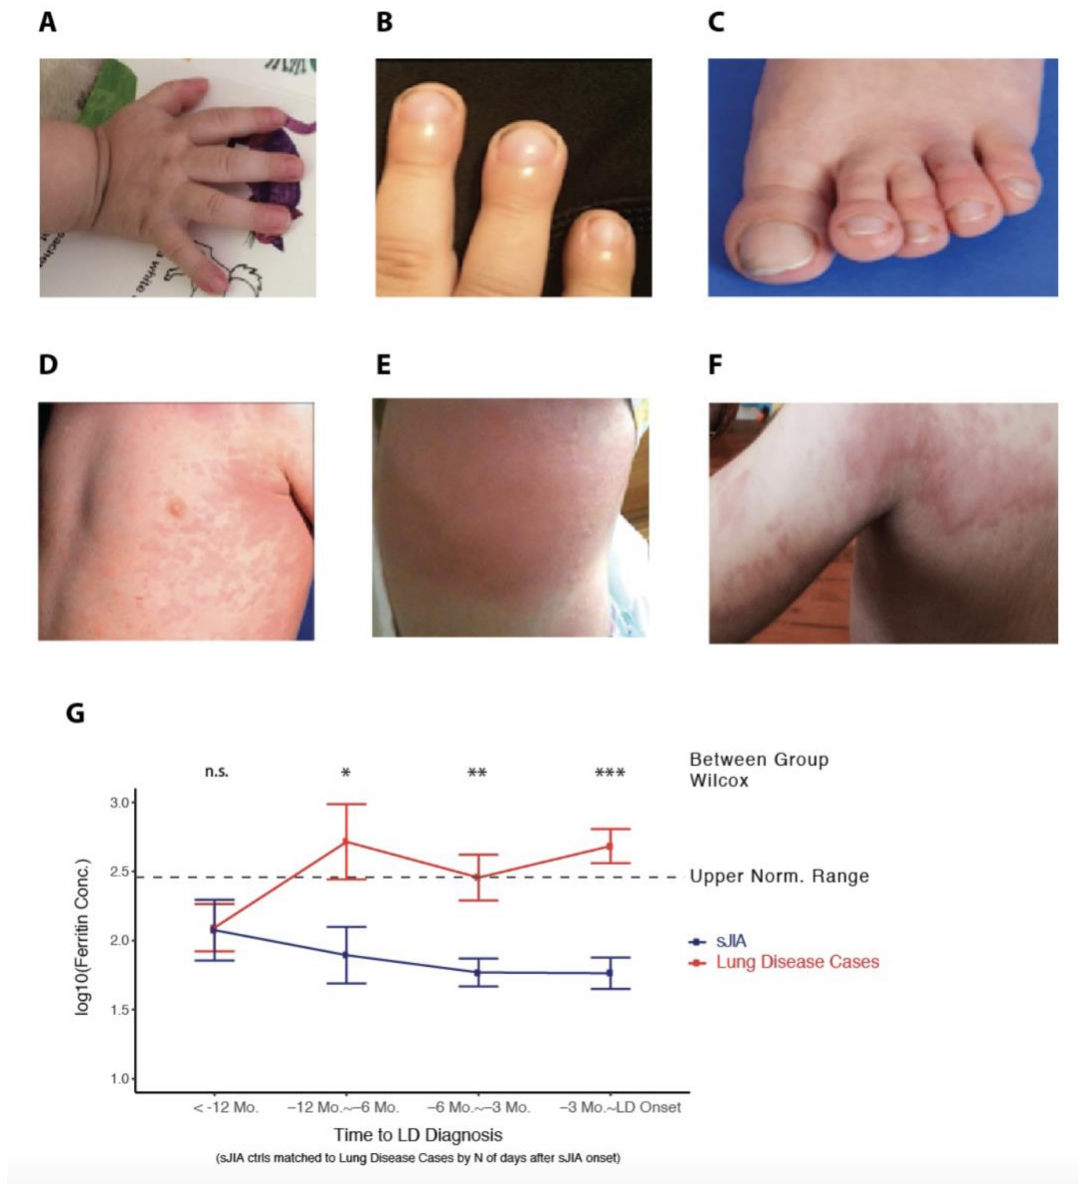 A
B
C
eacher
a white
D
E
F
G
n.s.
*
**
***
Between Group
Wilcox
3.0
2.5
2.0
1.5
1.0
log10(Ferritin Conc.)
Upper Norm. Range
sJIA
Lung Disease Cases
< -12 Mo.
−12 Mo.~−6 Mo.
−6 Mo.~−3 Mo.
−3 Mo.~LD Onset
Time to LD Diagnosis
(sJIA ctrls matched to Lung Disease Cases by N of days after sJIA onset)